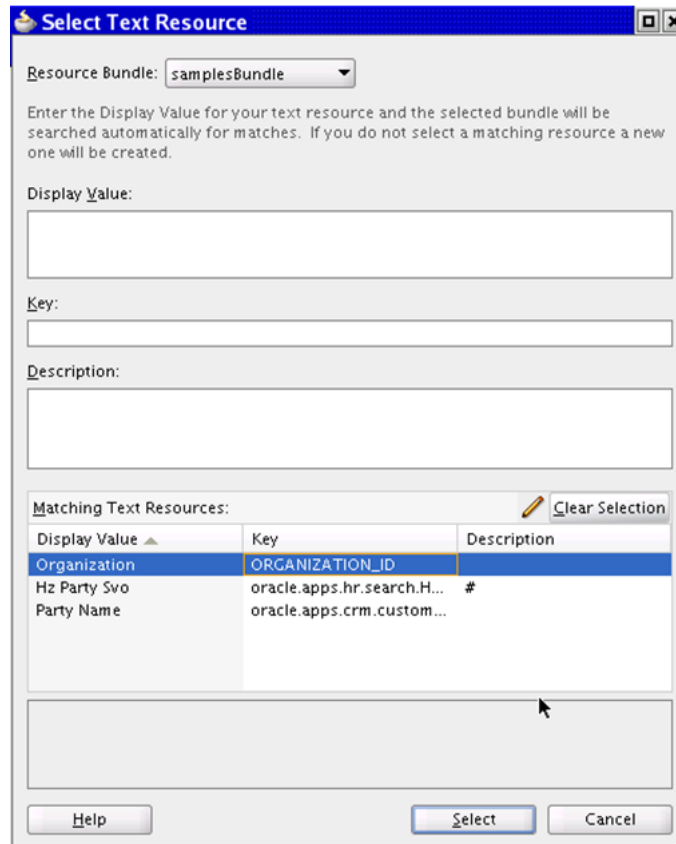 Select Text Resource
Resource Bundle: samplesBundle
Enter the Display Value for your text resource and the selected bundle will be
searched automatically for matches. If you do not select a matching resource a new
one will be created.
Display Value:
Key:
Description:
Matching Text Resources: Clear Selection
Display Value Key Description
Organization ORGANIZATION_ID
Hz Party Svo oracle.apps.hr.search.H... #
Party Name oracle.apps.crm.custom...
Help Select Cancel